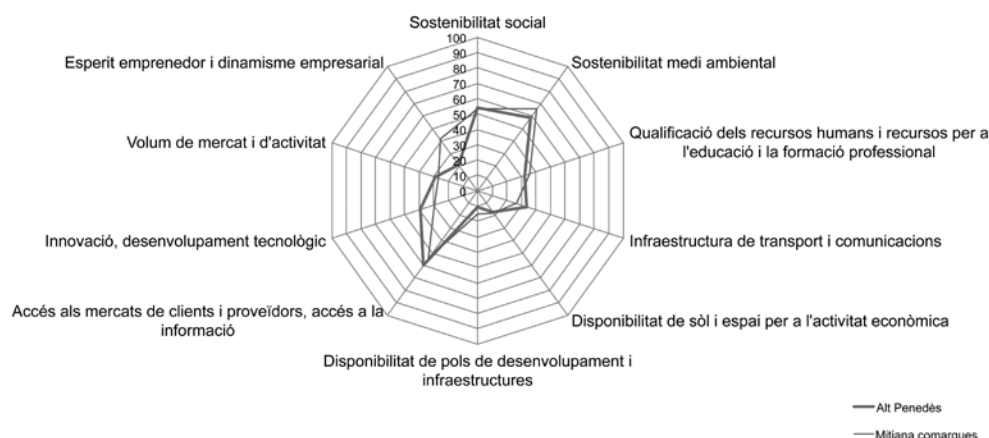 Sostenibilitat social
100
90
80
70
60
50
40
30
20
10
0
Esperit emprenedor i dinamisme empresarial
Sostenibilitat medi ambiental
Volum de mercat i d'activitat
Qualificació dels recursos humans i recursos per a
l'educació i la formació professional
Innovació, desenvolupament tecnològic
Infraestructura de transport i comunicacions
Accés als mercats de clients i proveïdors, accés a la
informació
Disponibilitat de sòl i espai per a l'activitat econòmica
Disponibilitat de pols de desenvolupament i
infraestructures
Alt Penedès
Mitjana comarques